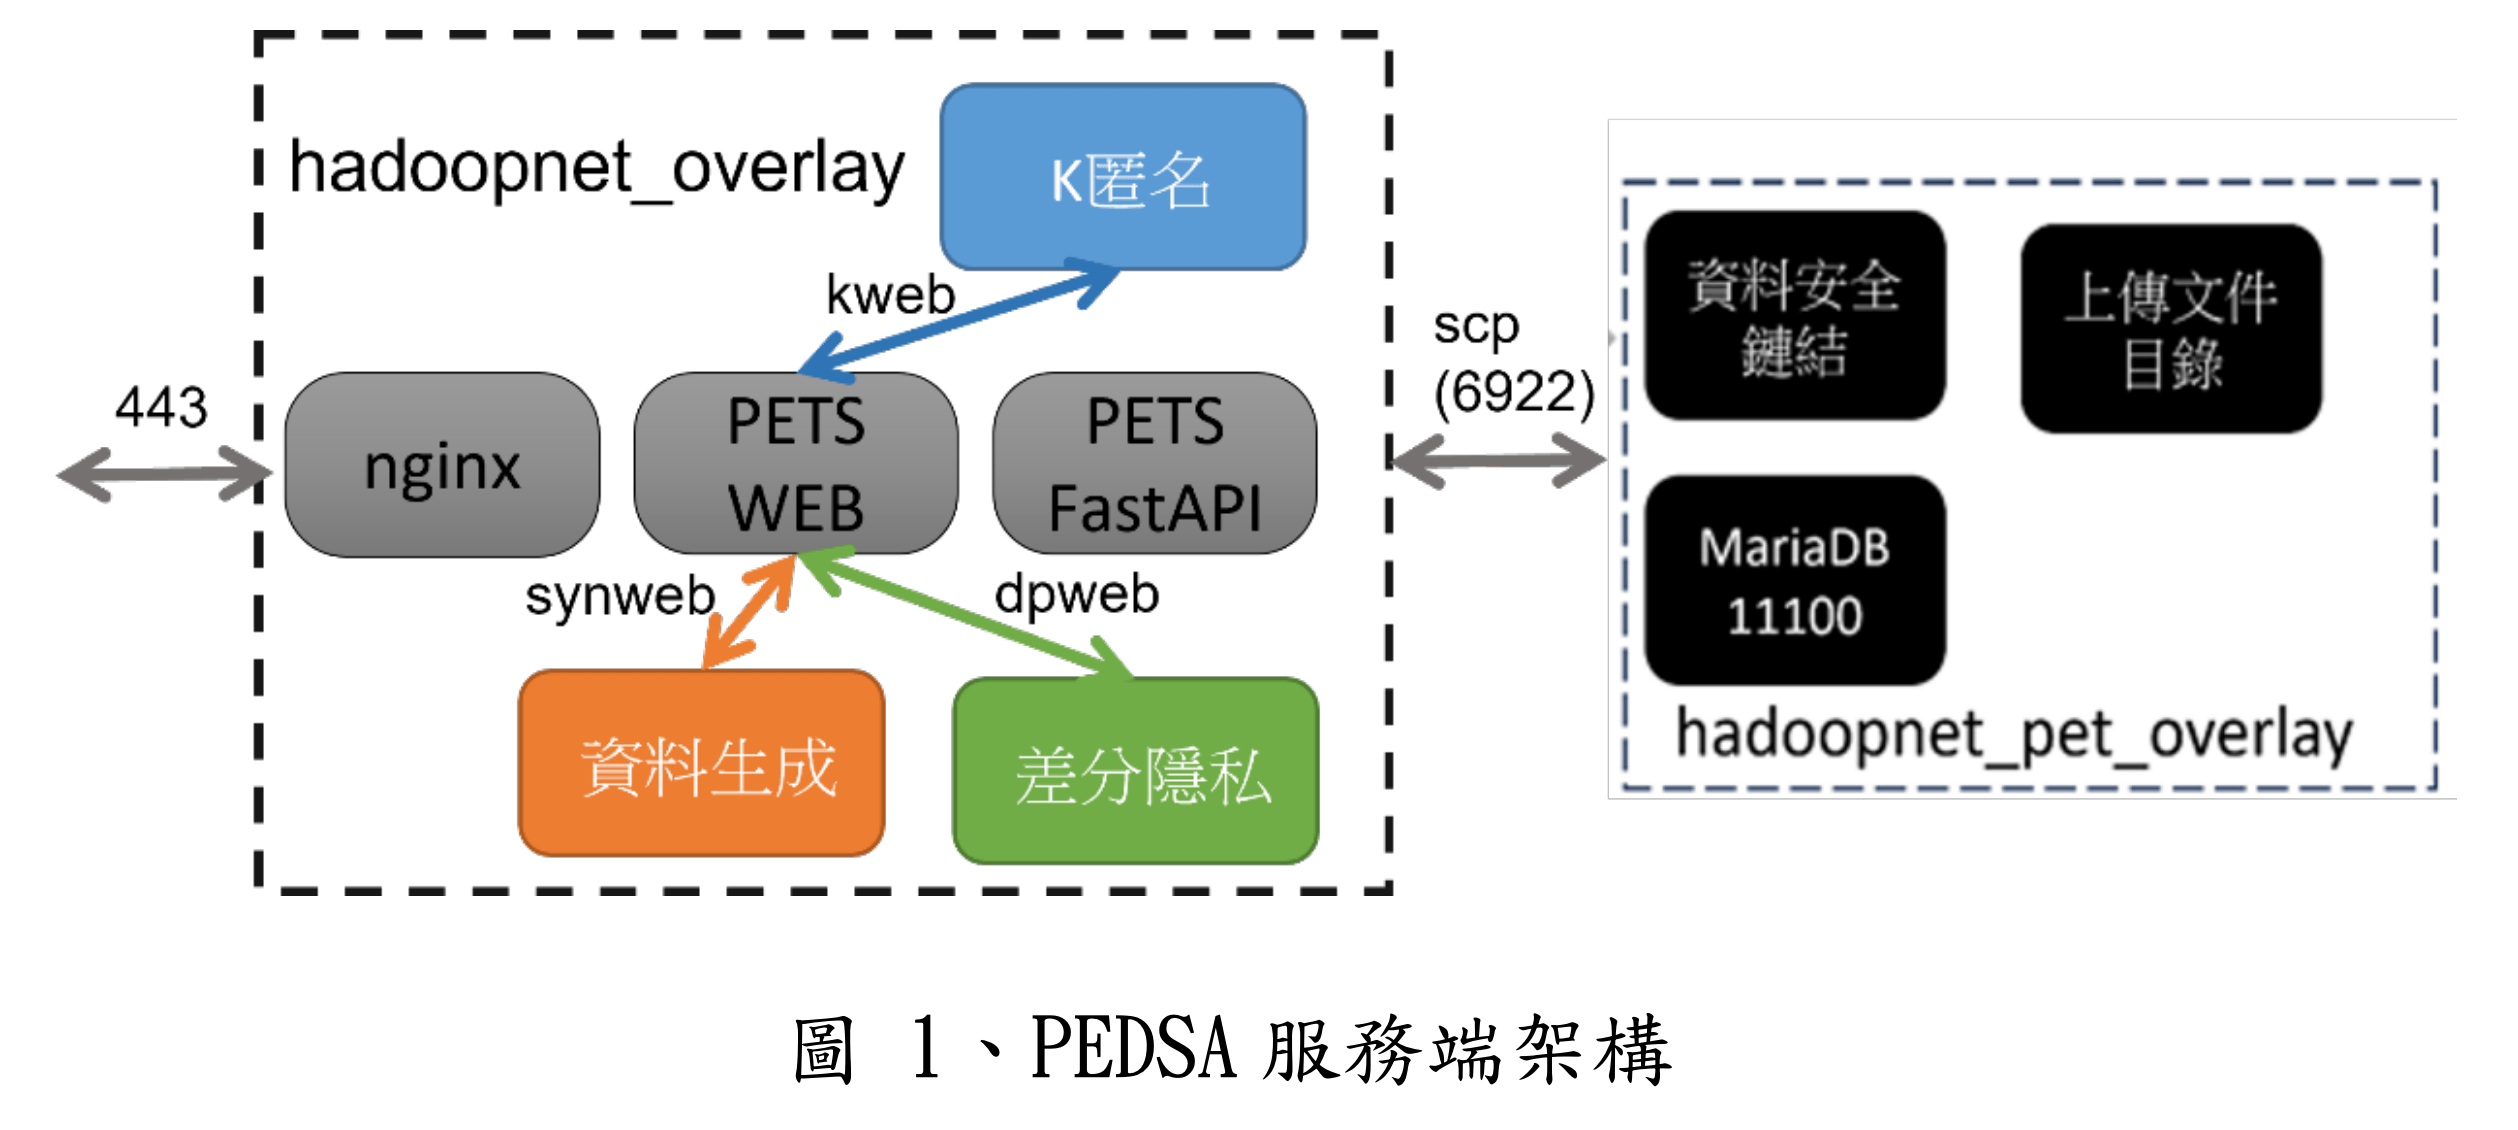 hadoopnet_overlay
K匿名
kweb
443
nginx
PETS
WEB
PETS
FastAPI
synweb
dpweb
資料生成
差分隱私
scp
(6922)
資料安全
鏈結
上傳文件
目錄
MariaDB
11100
hadoopnet_pet_overlay
圖 1、PEDSA 服務端架構